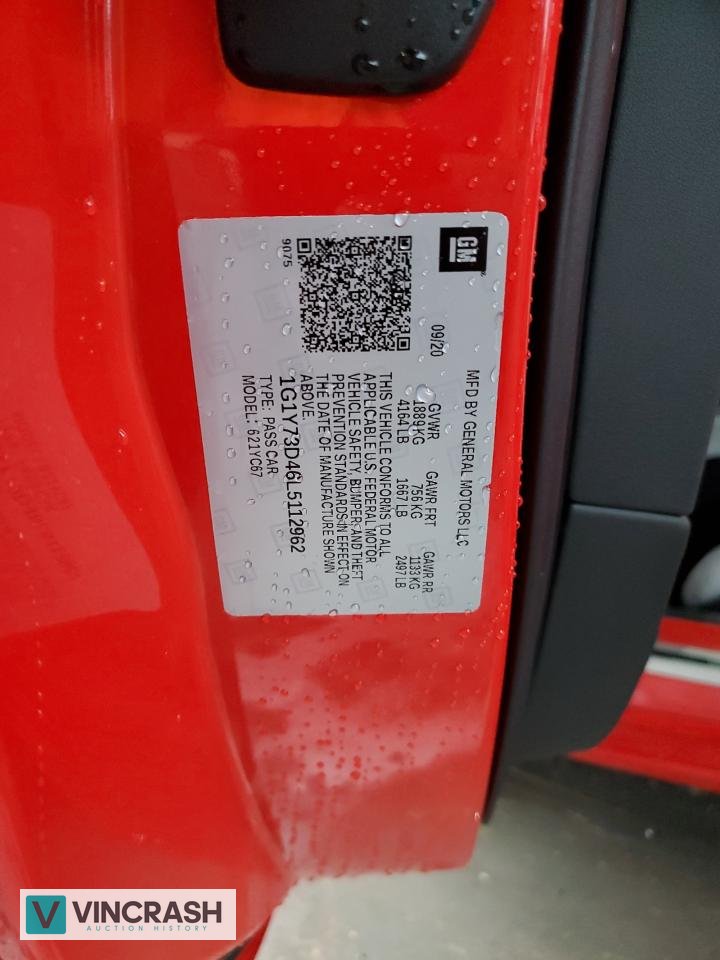 GM
MFD BY GENERAL MOTORS LLC
09/20
GVWR GAWR FRT GAWR RR
1889 KG 756 KG 1133 KG
4164 LB 1667 LB 2497 LB
THIS VEHICLE CONFORMS TO ALL
APPLICABLE U.S. FEDERAL MOTOR
VEHICLE SAFETY, BUMPER, AND THEFT
PREVENTION STANDARDS IN EFFECT ON
THE DATE OF MANUFACTURE SHOWN
ABOVE.
1G1Y73D46L5112962
TYPE: PASS CAR
MODEL: 621YC67
9075
VINCRASH
AUCTION HISTORY